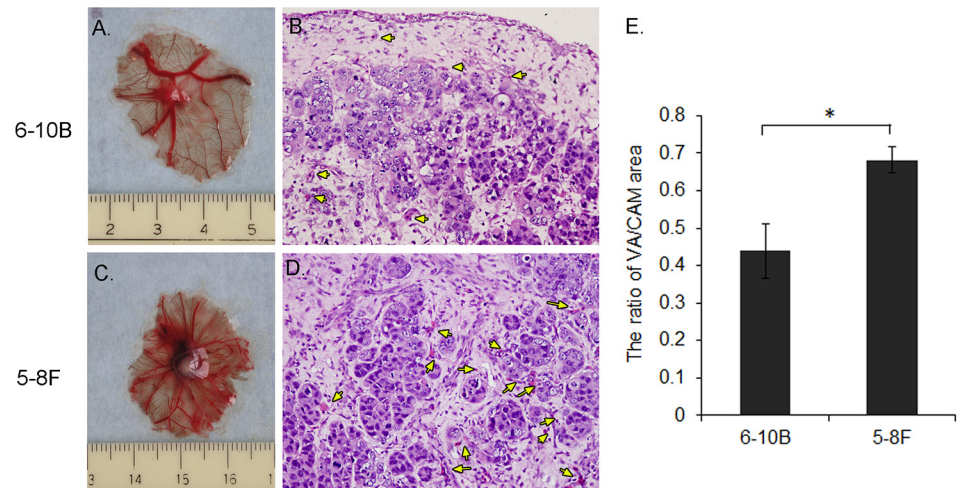 A.
B.
E.
6-10B
2 3 4 5
C.
D.
5-8F
3 14 15 16 1
The ratio of VA/CAM area
0.8
0.7
0.6
0.5
0.4
0.3
0.2
0.1
0
*
6-10B 5-8F